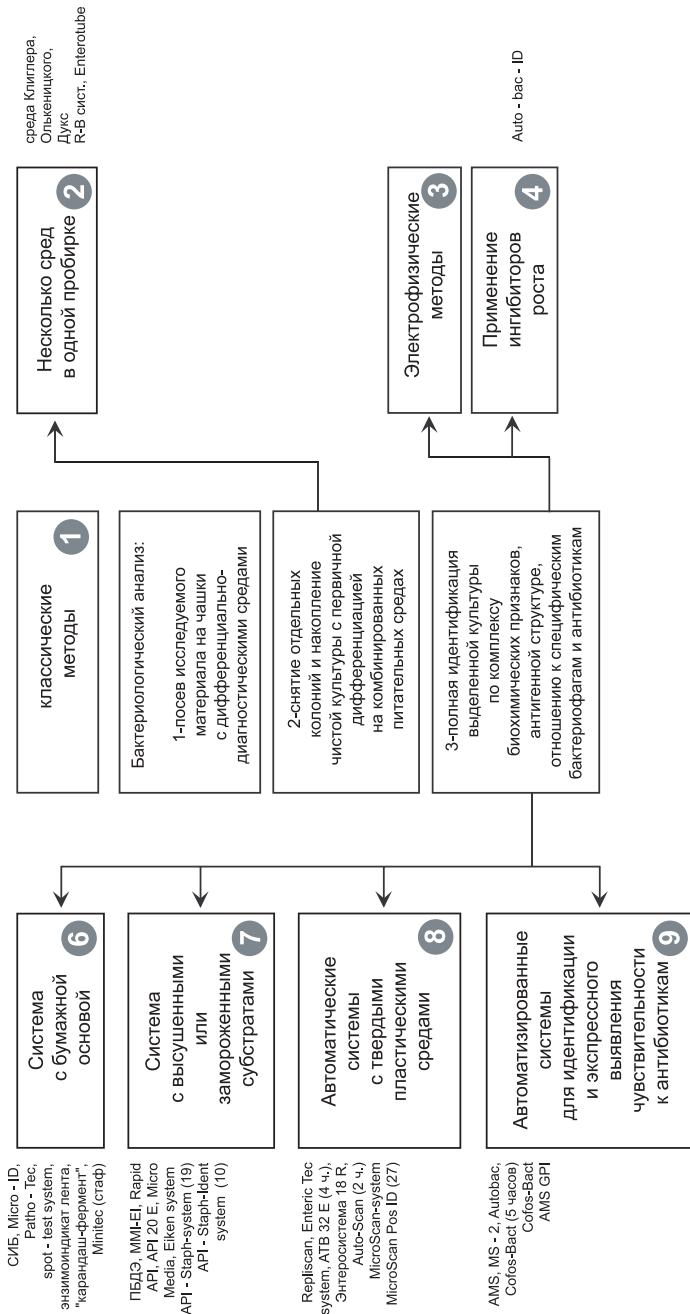 СИБ, Micro - ID,
Patho - Tec,
spot - test system,
энзимоиндикат лента,
"карандаш-фермент",
Minitec (стаф)
Система
с бумажной
основой
6
ПБДЭ, MMI-EI, Rapid
API, API 20 E, Micro
Media, Eiken system
API - Staph-system (19)
API - Staph-Ident
system (10)
Система
с высушенными
или
замороженными
субстратами
7
Repliscan, Enteric Tec
system, ATB 32 E (4 ч.),
Энтеросистема 18 R,
Auto-Scan (2 ч.)
MicroScan-system
MicroScan Pos ID (27)
Автоматические
системы
с твердыми
пластическими
средами
8
AMS, MS - 2, Autobac,
Cofos-Bact (5 часов)
Cofos-Bact
AMS GPI
Автоматизированные
системы
для идентификации
и экспрессного
выявления
чувствительности
к антибиотикам
9
классические
методы
1
Бактериологический анализ:
1-посев исследуемого
материала на чашки
с дифференциально-
диагностическими средами
2-снятие отдельных
колоний и накопление
чистой культуры с первичной
дифференциацией
на комбинированных
питательных средах
3-полная идентификация
выделенной культуры
по комплексу
биохимических признаков,
антигенной структуре,
отношению к специфическим
бактериофагам и антибиотикам
Несколько сред
в одной пробирке
2
среда Клиглера,
Олькеницкого,
Дукс
R-B сист., Enterotube
Электрофизические
методы
3
Применение
ингибиторов
роста
4
Auto - bac - ID